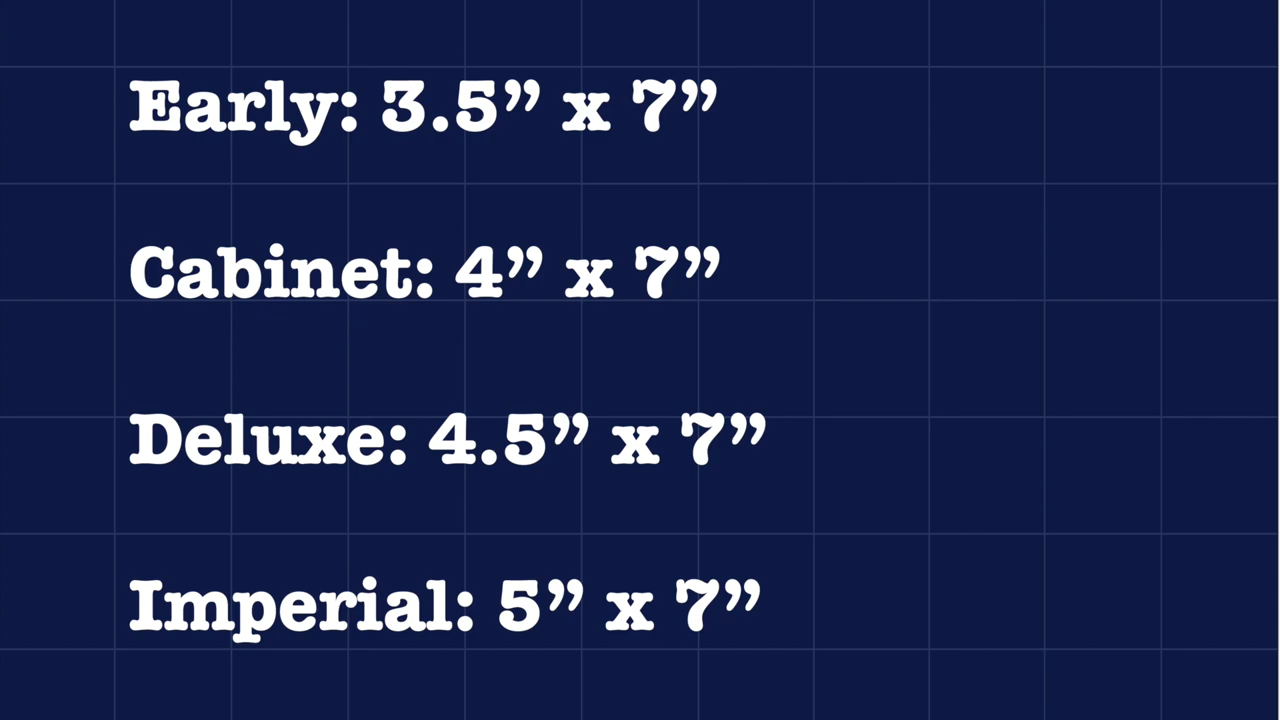 Early: 3.5” x 7”
Cabinet: 4” x 7”
Deluxe: 4.5” x 7”
Imperial: 5” x 7”